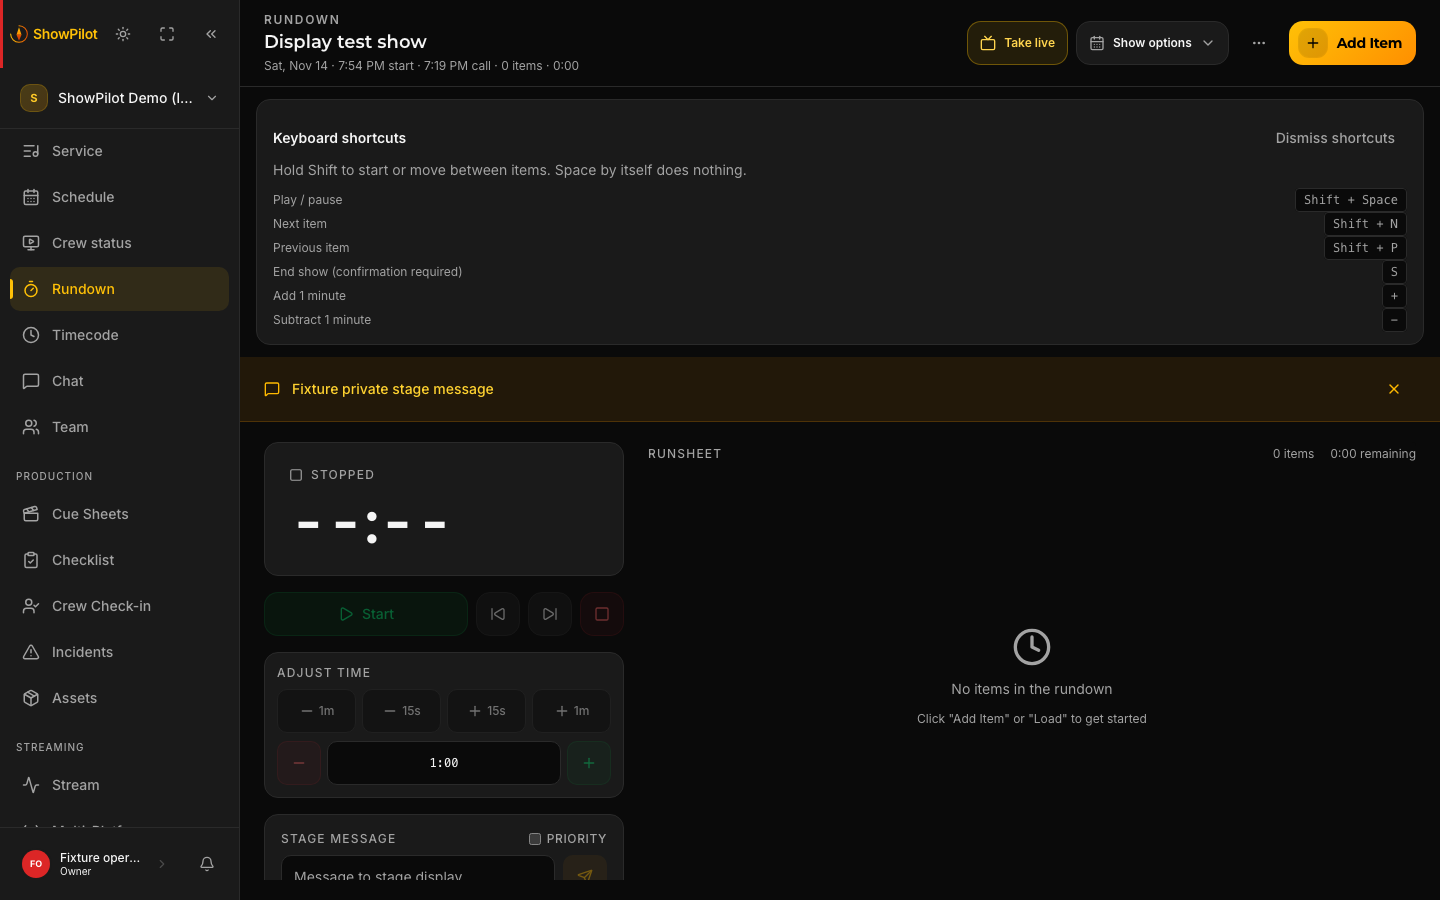 ShowPilot
S
ShowPilot Demo (I...
Service
Schedule
Crew status
Rundown
Timecode
Chat
Team
PRODUCTION
Cue Sheets
Checklist
Crew Check-in
Incidents
Assets
STREAMING
Stream
FO
Fixture oper...
Owner
RUNDOWN
Display test show
Sat, Nov 14 · 7:54 PM start · 7:19 PM call · 0 items · 0:00
Take live
Show options
Add Item
Keyboard shortcuts
Dismiss shortcuts
Hold Shift to start or move between items. Space by itself does nothing.
Play / pause
Shift + Space
Next item
Shift + N
Previous item
Shift + P
End show (confirmation required)
S
Add 1 minute
+
Subtract 1 minute
−
Fixture private stage message
STOPPED
--:--
Start
ADJUST TIME
− 1m
− 15s
+ 15s
+ 1m
1:00
STAGE MESSAGE
PRIORITY
Message to stage display
RUNSHEET
0 items
0:00 remaining
No items in the rundown
Click "Add Item" or "Load" to get started